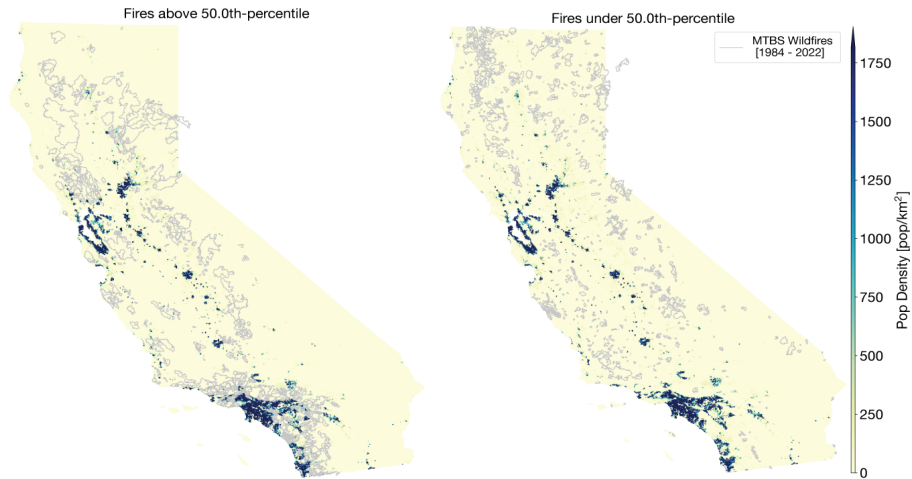 Fires above 50.0th-percentile
Fires under 50.0th-percentile
MTBS Wildfires
[1984 - 2022]
1750
1500
1250
1000
750
500
250
0
Pop Density [pop/km²]